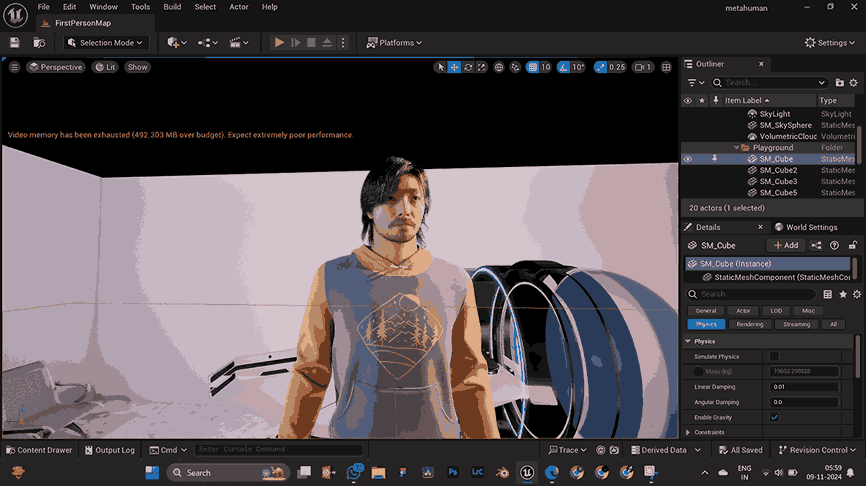 File Edit Window Tools Build Select Actor Help
metahuman
FirstPersonMap
Selection Mode
Platforms
Settings
Perspective Lit Show
10 10° 0.25 1
Video memory has been exhausted (492.303 MB over budget). Expect extremely poor performance.
Outliner
Search...
Item Label Type
SkyLight SkyLight
SM_SkySphere StaticMes
VolumetricCloud Volumetri
Playground Folder
SM_Cube StaticMes
SM_Cube2 StaticMes
SM_Cube3 StaticMes
SM_Cube5 StaticMes
20 actors (1 selected)
Details World Settings
SM_Cube Add
SM_Cube (Instance)
StaticMeshComponent (StaticMeshCom
Search
General Actor LOD Misc
Physics Rendering Streaming All
Physics
Simulate Physics
Mass (kg)
Linear Damping 0.01
Angular Damping 0.0
Enable Gravity
Constraints
Content Drawer Output Log Cmd Enter Console Command Trace Derived Data All Saved Revision Control
Search
ENG
IN
05:59
09-11-2024